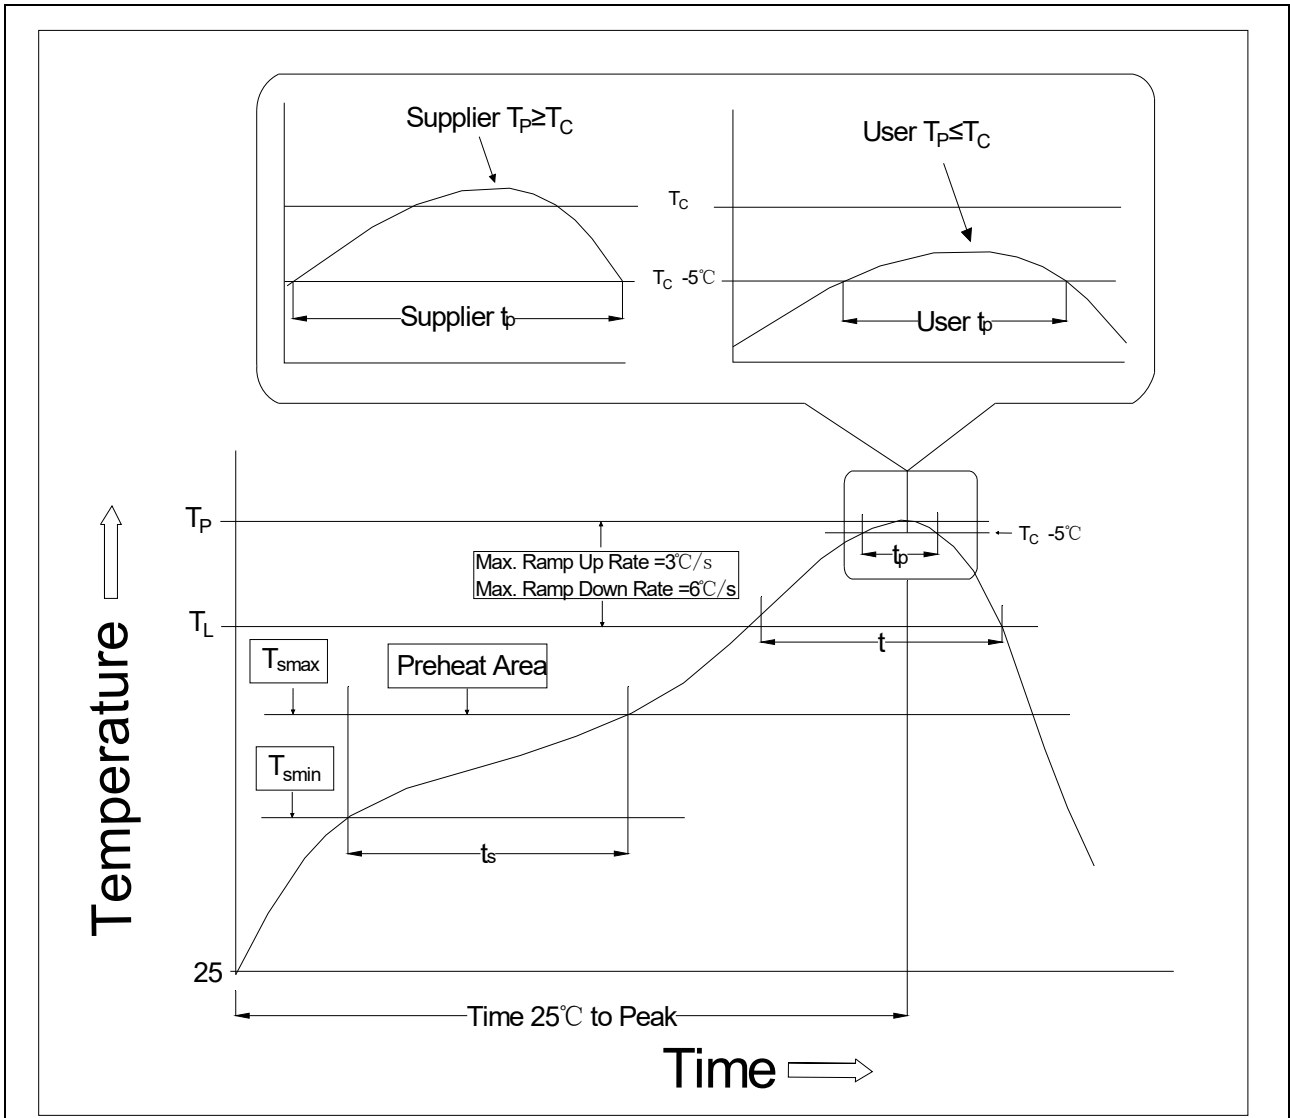 Supplier TP≥TC
User TP≤TC
TC
TC -5℃
Supplier tp
User tp
TP
TC -5℃
Max. Ramp Up Rate =3℃/s
Max. Ramp Down Rate =6℃/s
tp
TL
Tsmax
Preheat Area
t
Tsmin
ts
Temperature
25
Time 25℃ to Peak
Time